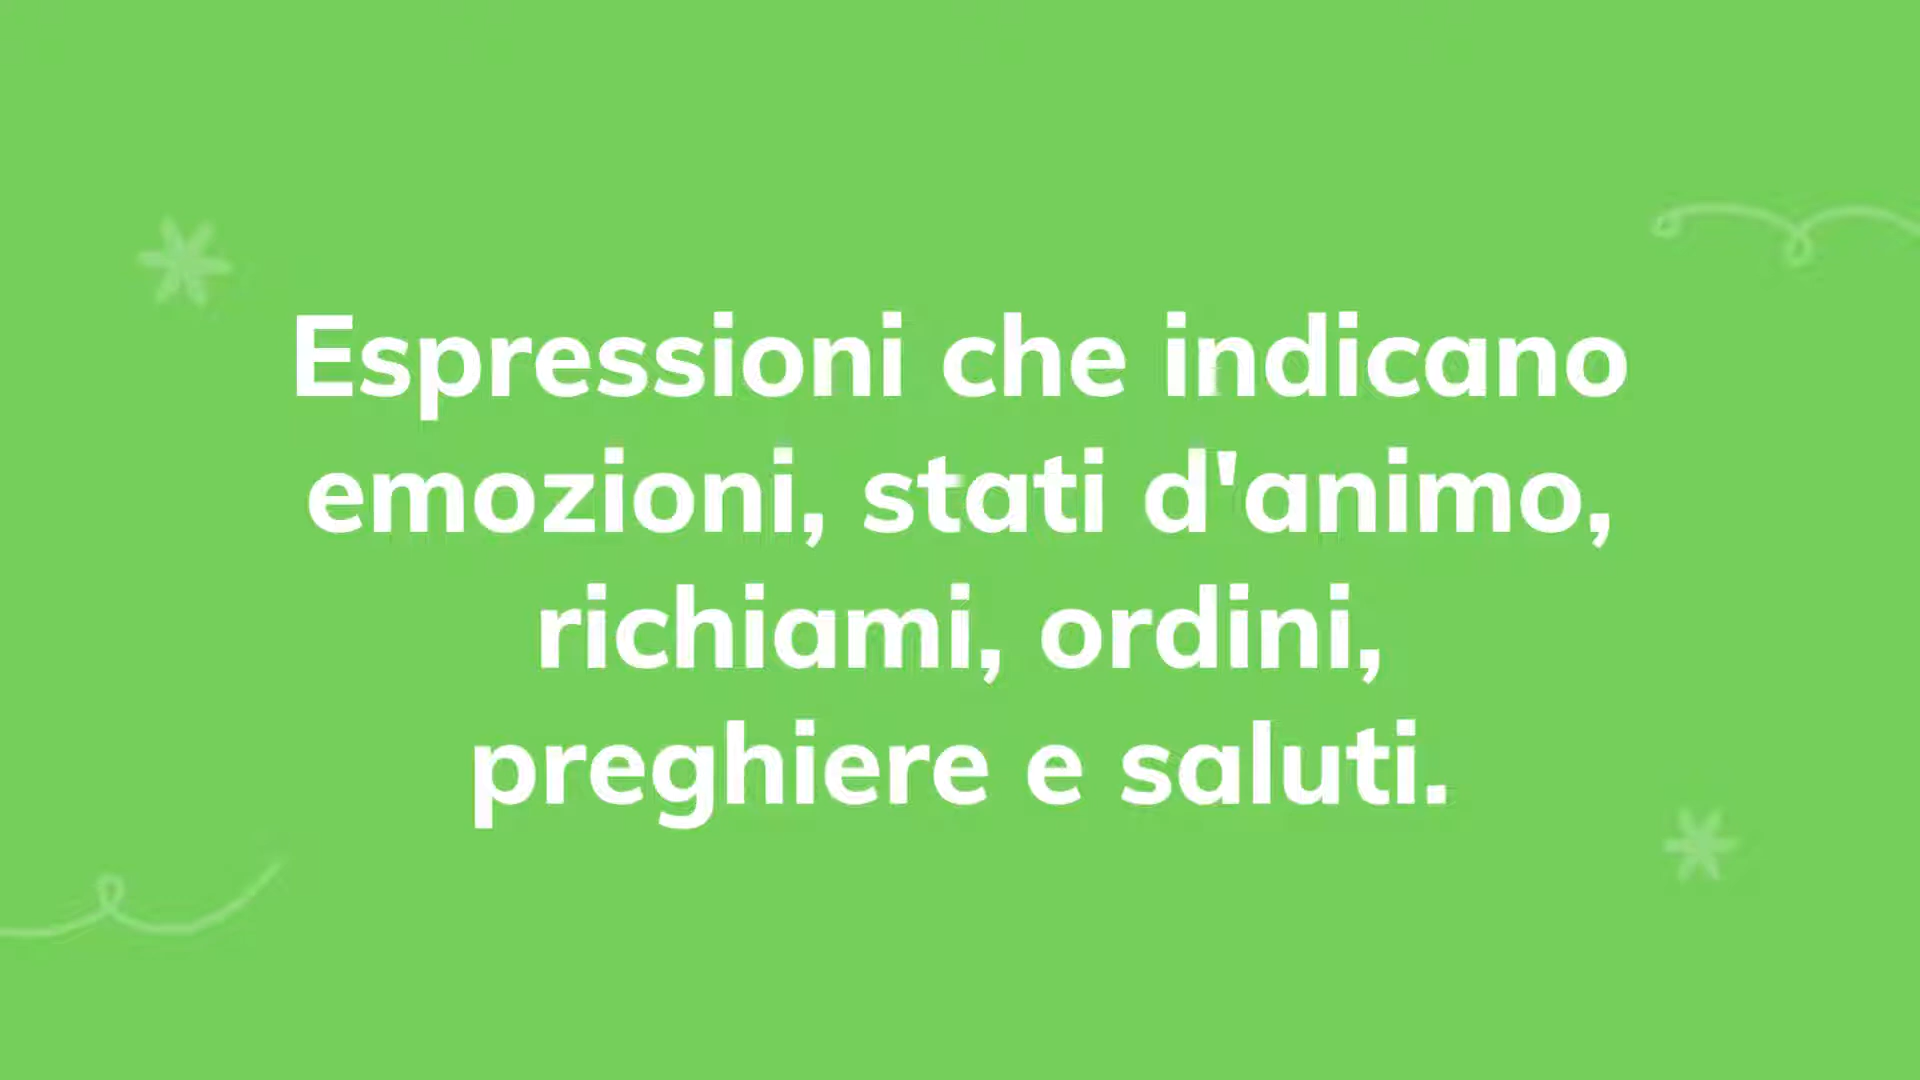 Espressioni che indicano
emozioni, stati d'animo,
richiami, ordini,
preghiere e saluti.